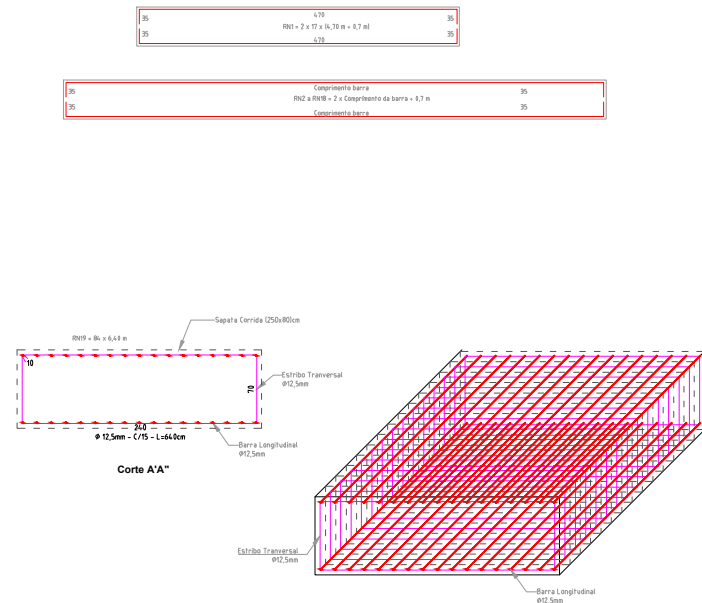 470
35
35
RN1 = 2 x 17 x (4,70 m + 0,7 m)
35
35
470
Comprimento barra
35
35
RN2 a RN18 = 2 x Comprimento da barra + 0,7 m
35
35
Comprimento barra
Sapata Corrida (250x80)cm
RN19 = 84 x 6,40 m
10
Estribo Tranversal
Ø12,5mm
70
240
Ø 12,5mm - C/15 - L=640cm
Barra Longitudinal
Ø12,5mm
Corte A'A"
Estribo Tranversal
Ø12,5mm
Barra Longitudinal
Ø12.5mm